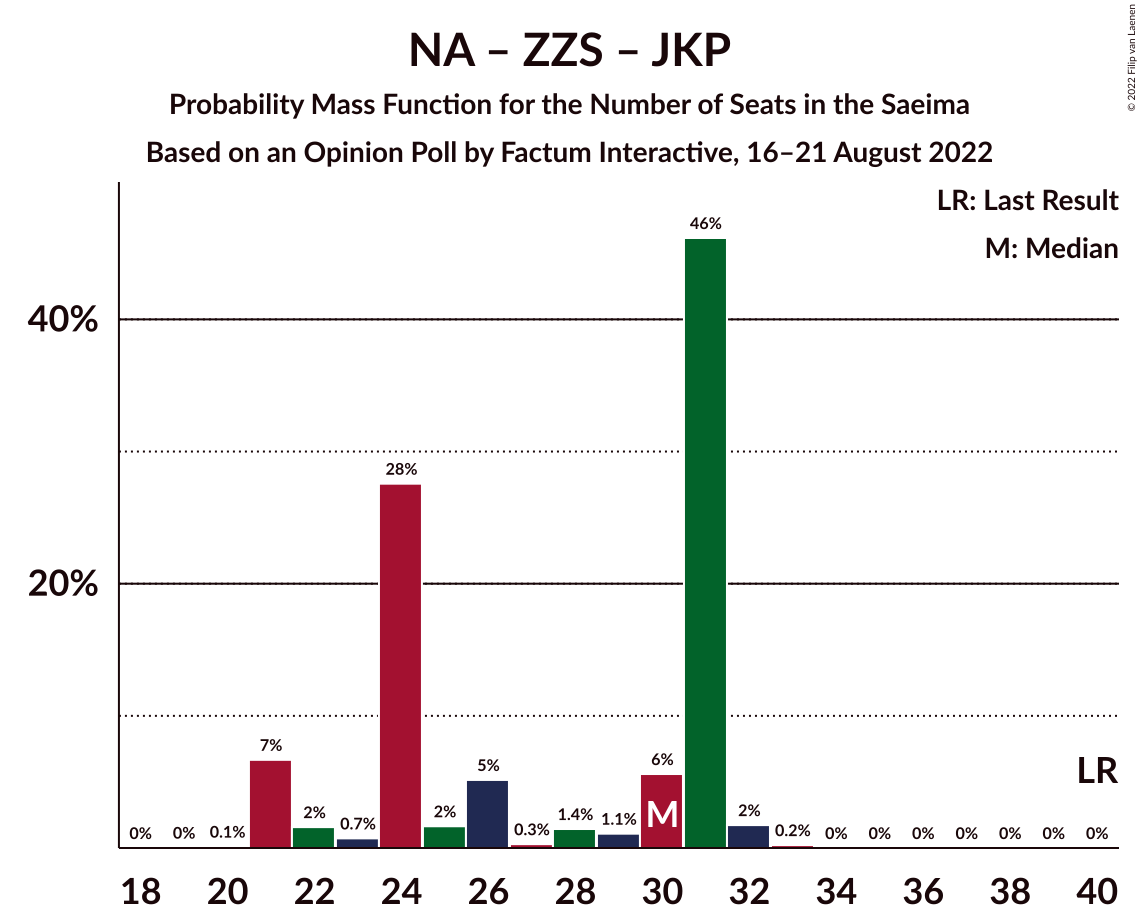 NA – ZZS – JKP
Probability Mass Function for the Number of Seats in the Saeima
Based on an Opinion Poll by Factum Interactive, 16–21 August 2022
© 2022 Filip van Laenen
LR: Last Result
M: Median
40%
20%
0% 0% 0.1% 7% 2% 0.7% 28% 2% 5% 0.3% 1.4% 1.1% 6% 46% 2% 0.2% 0% 0% 0% 0% 0% 0% 0%
M
LR
18 20 22 24 26 28 30 32 34 36 38 40